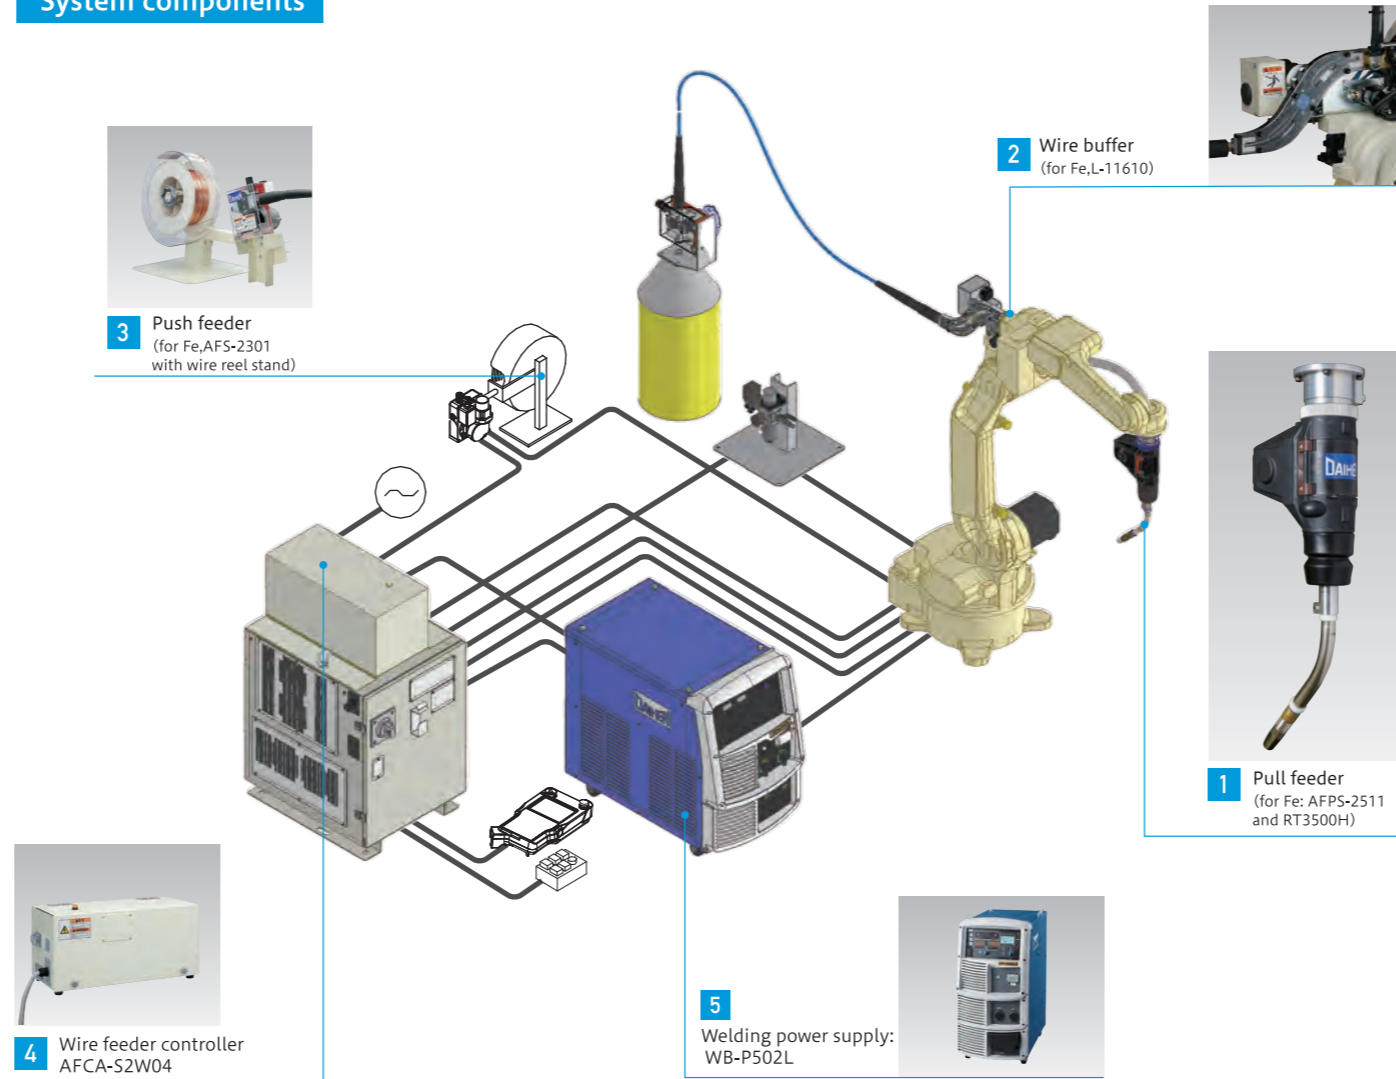 System components
2
Wire buffer
(for Fe,L-11610)
3
Push feeder
(for Fe,AFS-2301
with wire reel stand)
DAIHEN
1
Pull feeder
(for Fe: AFPS-2511
and RT3500H)
4
Wire feeder controller
AFCA-S2W04
5
Welding power supply:
WB-P502L